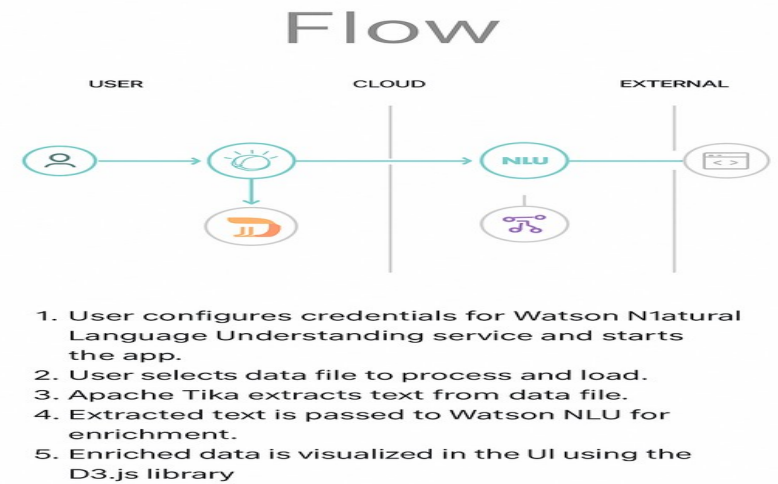 Flow
USER CLOUD EXTERNAL
NLU
1. User configures credentials for Watson N1atural
Language Understanding service and starts
the app.
2. User selects data file to process and load.
3. Apache Tika extracts text from data file.
4. Extracted text is passed to Watson NLU for
enrichment.
5. Enriched data is visualized in the UI using the
D3.js library